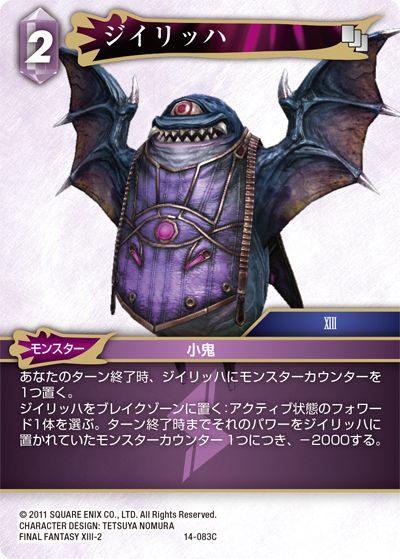 2
ジイリッハ
XIII
モンスター
小鬼
あなたのターン終了時、ジイリッハにモンスターカウンターを
1つ置く。
ジイリッハをブレイクゾーンに置く：アクティブ状態のフォワー
ド1体を選ぶ。ターン終了時までそれのパワーをジイリッハに
置かれていたモンスターカウンター 1つにつき、－2000する。
© 2011 SQUARE ENIX CO., LTD. All Rights Reserved.
CHARACTER DESIGN: TETSUYA NOMURA
FINAL FANTASY XIII-2
14-083C